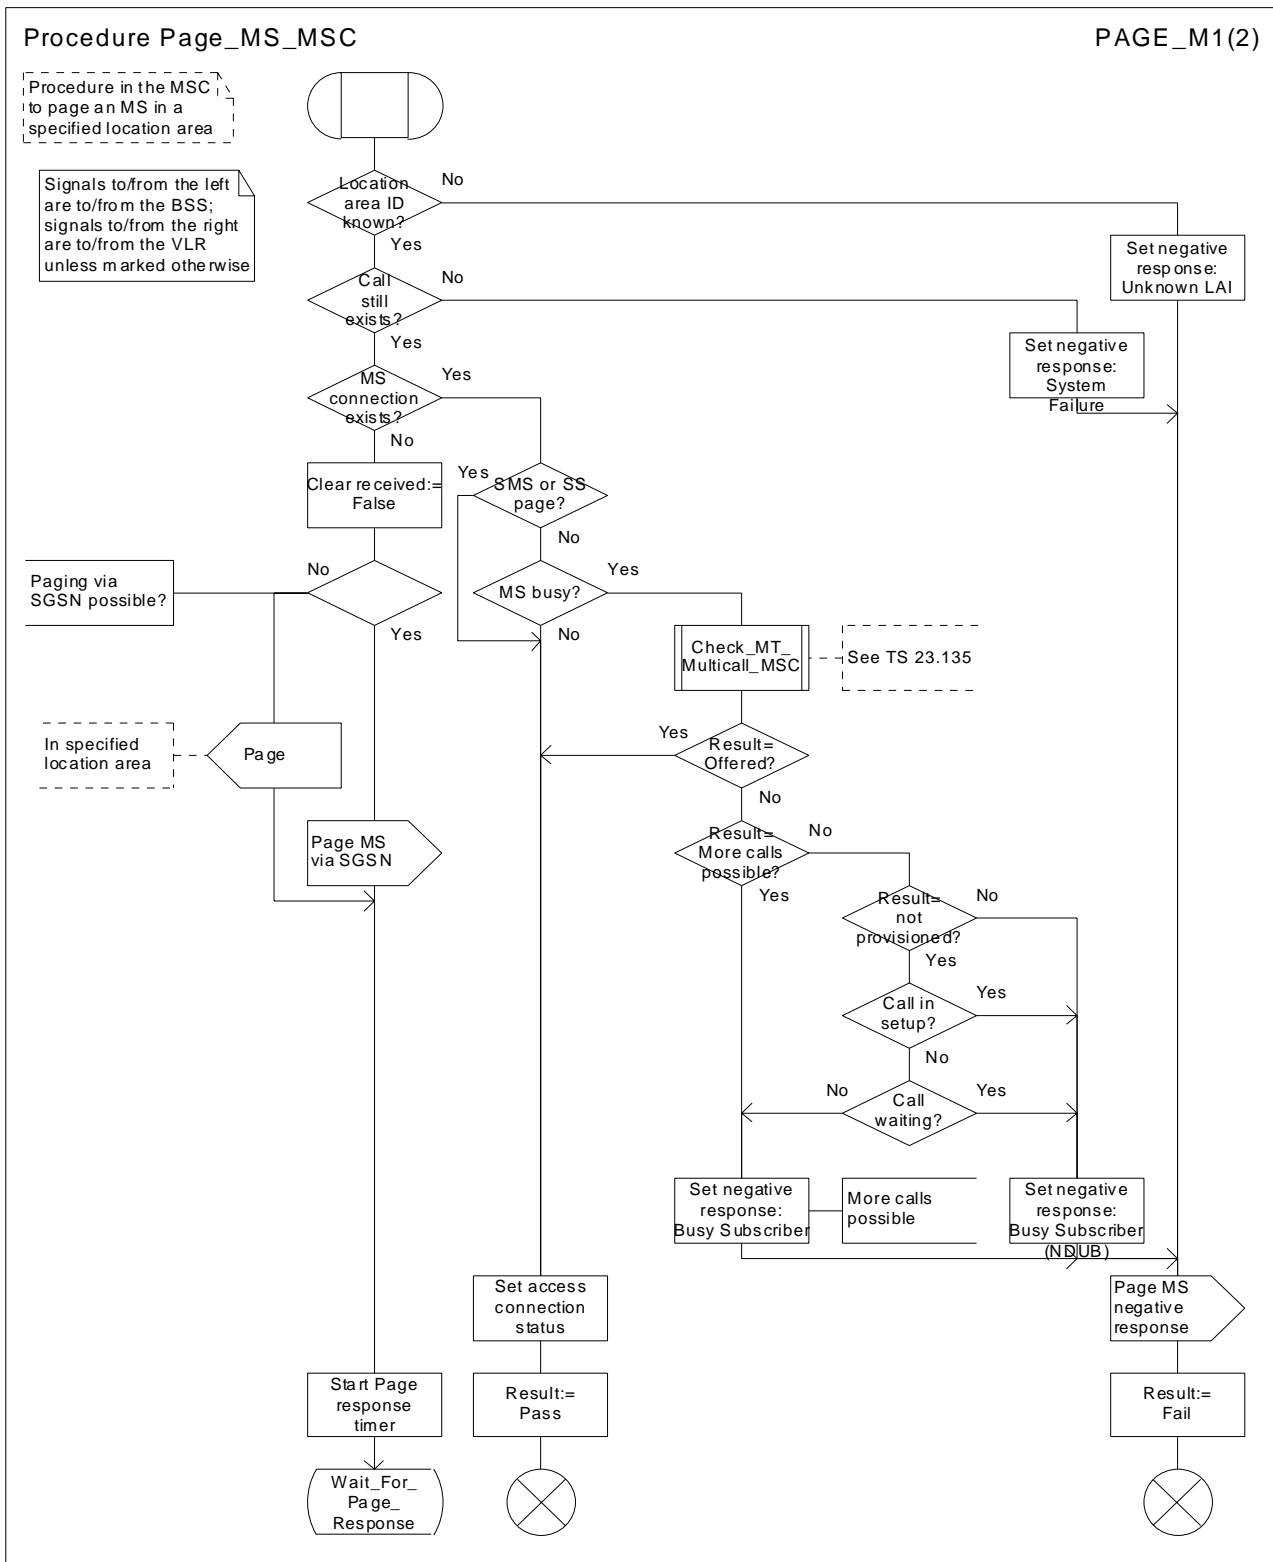 Procedure Page_MS_MSC
PAGE_M1(2)
Procedure in the MSC
to page an MS in a
specified location area
Signals to/from the left
are to/from the BSS;
signals to/from the right
are to/from the VLR
unless marked otherwise
Location
area ID
known?
No
Yes
Set negative
response:
Unknown LAI
Call
still
exists?
No
Yes
Set negative
response:
System
Failure
MS
connection
exists?
Yes
No
Clear received:=
False
Yes
SMS or SS
page?
No
Paging via
SGSN possible?
No
Yes
MS busy?
Yes
No
Check_MT_
Multicall_MSC
See TS 23.135
In specified
location area
Page
Yes
Result=
Offered?
No
Page MS
via SGSN
Result=
More calls
possible?
No
Yes
Result=
not
provisioned?
No
Yes
Call in
setup?
Yes
No
No
Call
waiting?
Yes
Set negative
response:
Busy Subscriber
More calls
possible
Set negative
response:
Busy Subscriber
(NDUB)
Set access
connection
status
Page MS
negative
response
Start Page
response
timer
Result:=
Pass
Result:=
Fail
Wait_For_
Page_
Response